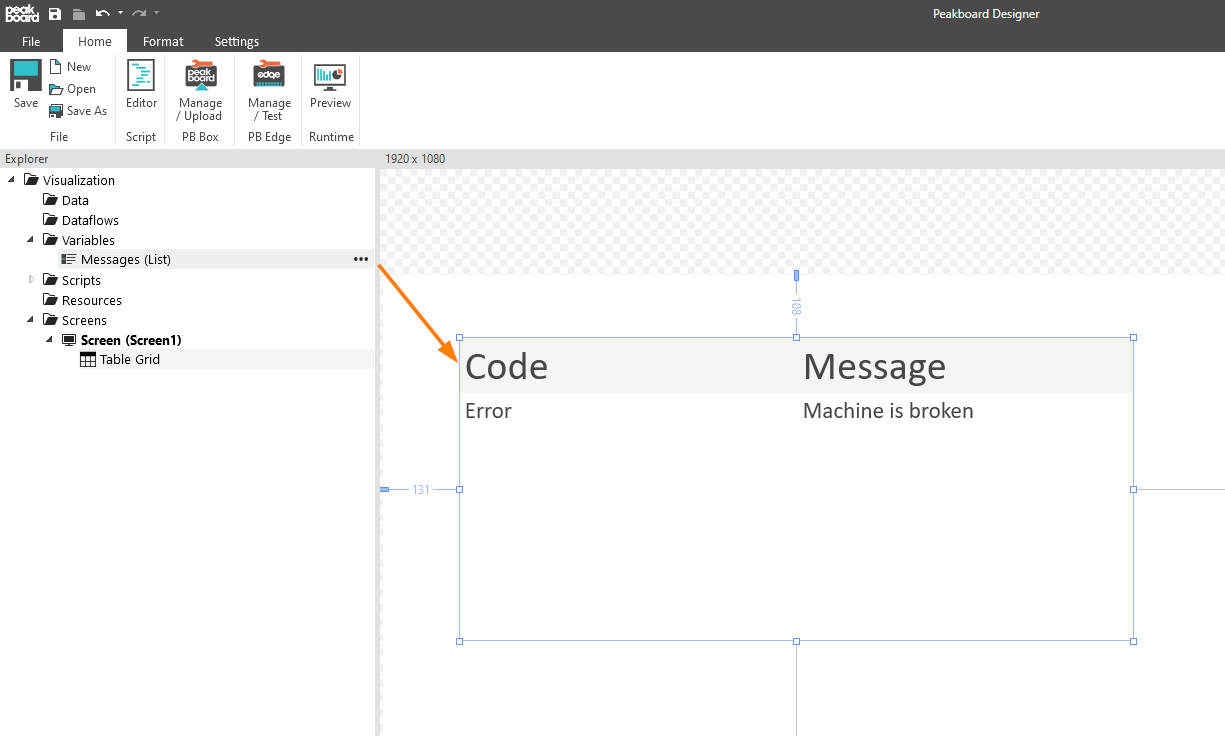 peak board
Peakboard Designer
File Home Format Settings
Save New Open Save As
File
Editor
Script
peak board
Manage / Upload
PB Box
edge
Manage / Test
PB Edge
Preview
Runtime
Explorer
1920 x 1080
Visualization
Data
Dataflows
Variables
Messages (List) •••
Scripts
Resources
Screens
Screen (Screen1)
Table Grid
108
Code Message
Error Machine is broken
131